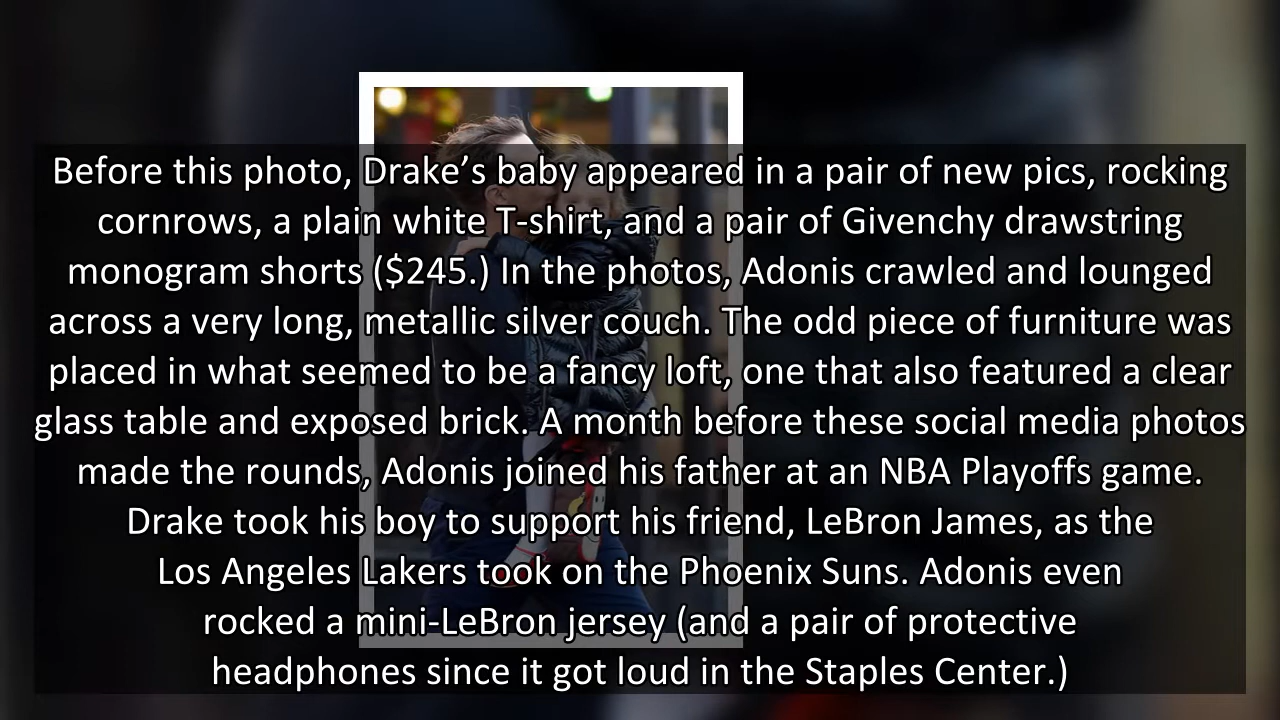 Before this photo, Drake’s baby appeared in a pair of new pics, rocking
cornrows, a plain white T-shirt, and a pair of Givenchy drawstring
monogram shorts ($245.) In the photos, Adonis crawled and lounged
across a very long, metallic silver couch. The odd piece of furniture was
placed in what seemed to be a fancy loft, one that also featured a clear
glass table and exposed brick. A month before these social media photos
made the rounds, Adonis joined his father at an NBA Playoffs game.
Drake took his boy to support his friend, LeBron James, as the
Los Angeles Lakers took on the Phoenix Suns. Adonis even
rocked a mini-LeBron jersey (and a pair of protective
headphones since it got loud in the Staples Center.)